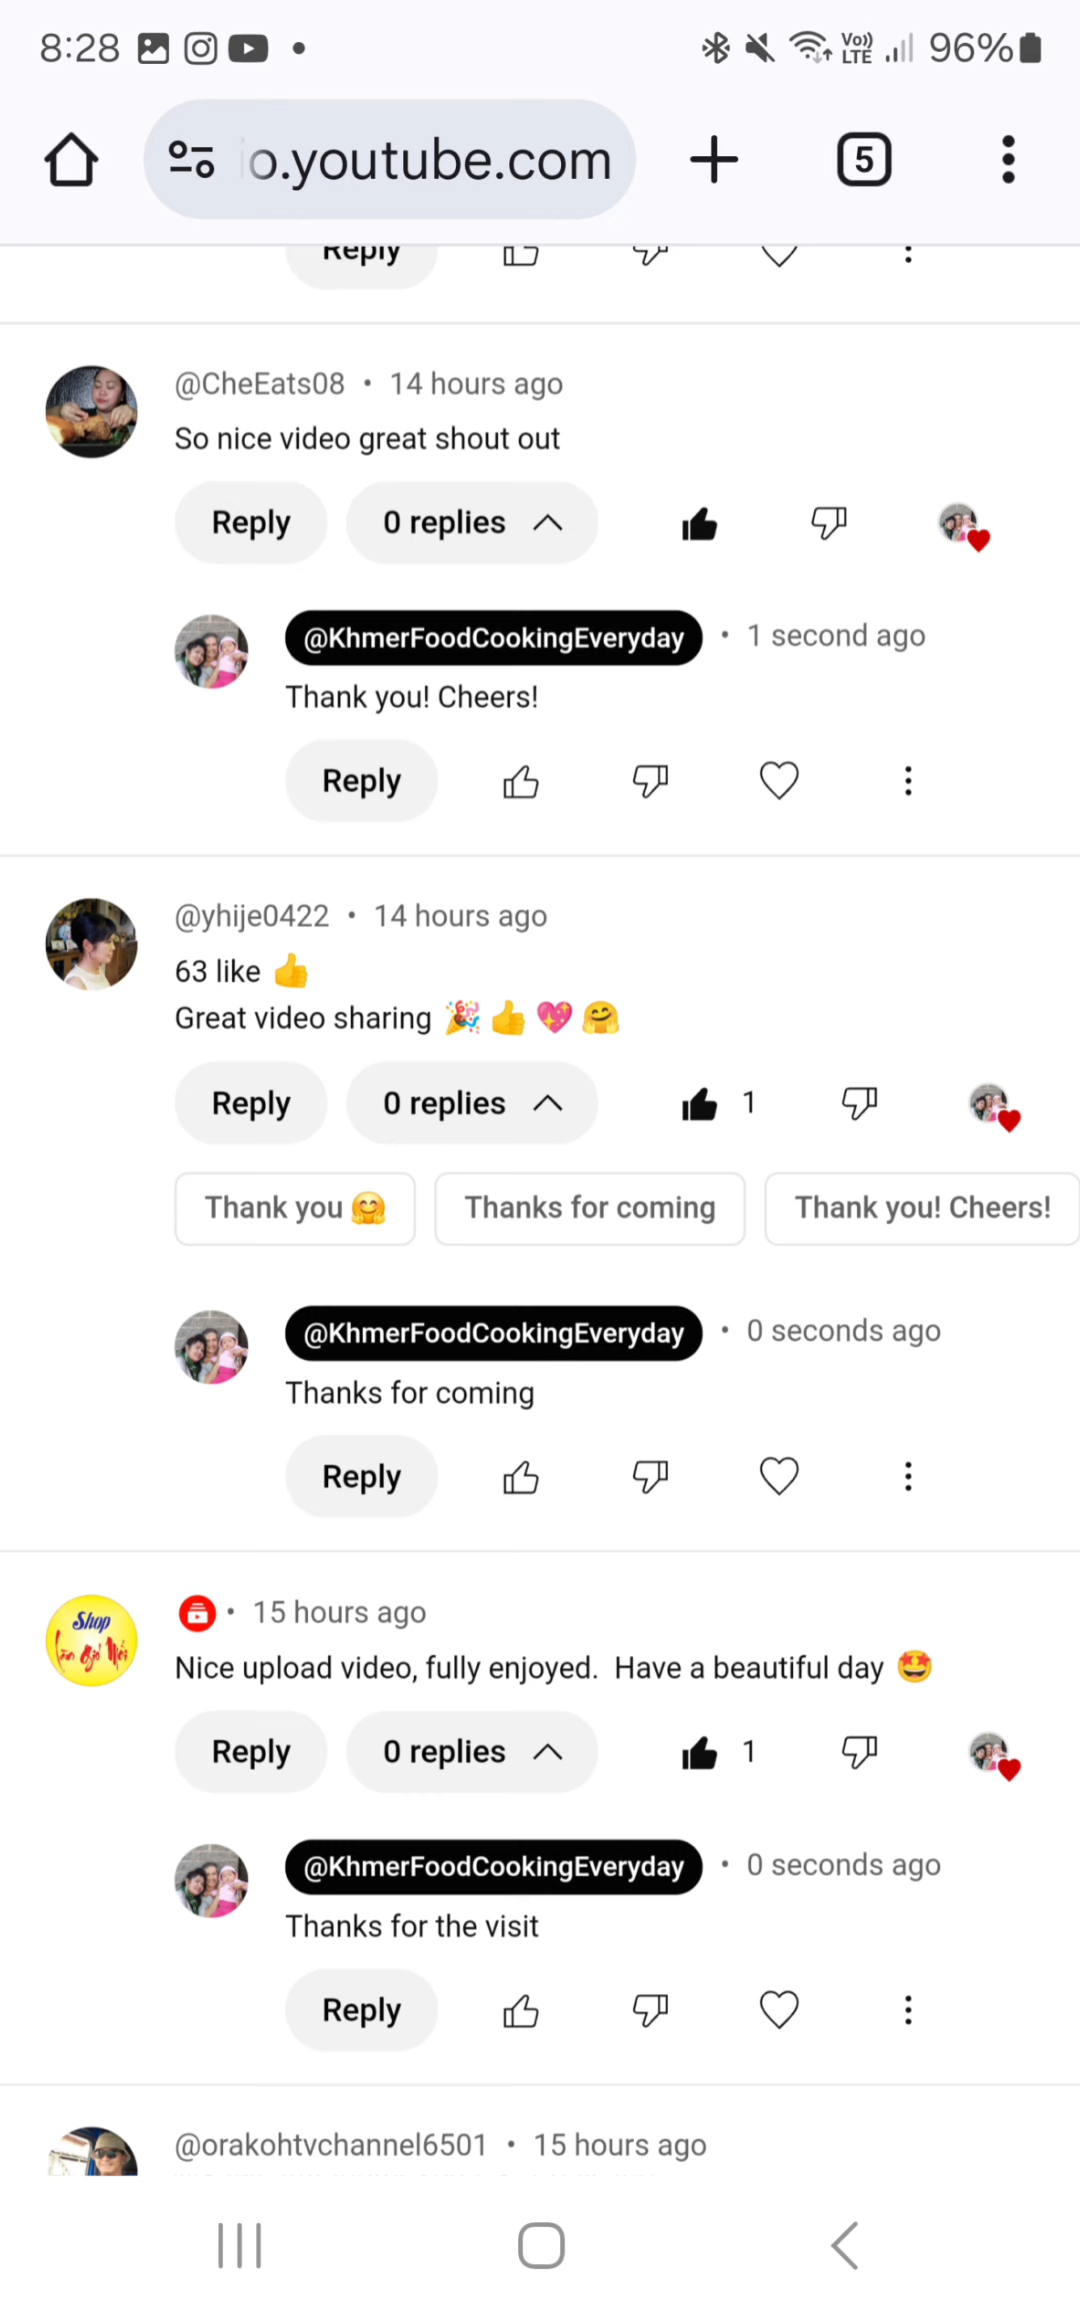 8:28
Vo)) LTE 96%
o.youtube.com
5
Reply
@CheEats08 • 14 hours ago
So nice video great shout out
Reply 0 replies
@KhmerFoodCookingEveryday • 1 second ago
Thank you! Cheers!
Reply
@yhije0422 • 14 hours ago
63 like 👍
Great video sharing 🎉 👍 💖 🤗
Reply 0 replies 1
Thank you 🤗 Thanks for coming Thank you! Cheers!
@KhmerFoodCookingEveryday • 0 seconds ago
Thanks for coming
Reply
Shop
• 15 hours ago
Nice upload video, fully enjoyed. Have a beautiful day 🤩
Reply 0 replies 1
@KhmerFoodCookingEveryday • 0 seconds ago
Thanks for the visit
Reply
@orakohtvchannel6501 • 15 hours ago